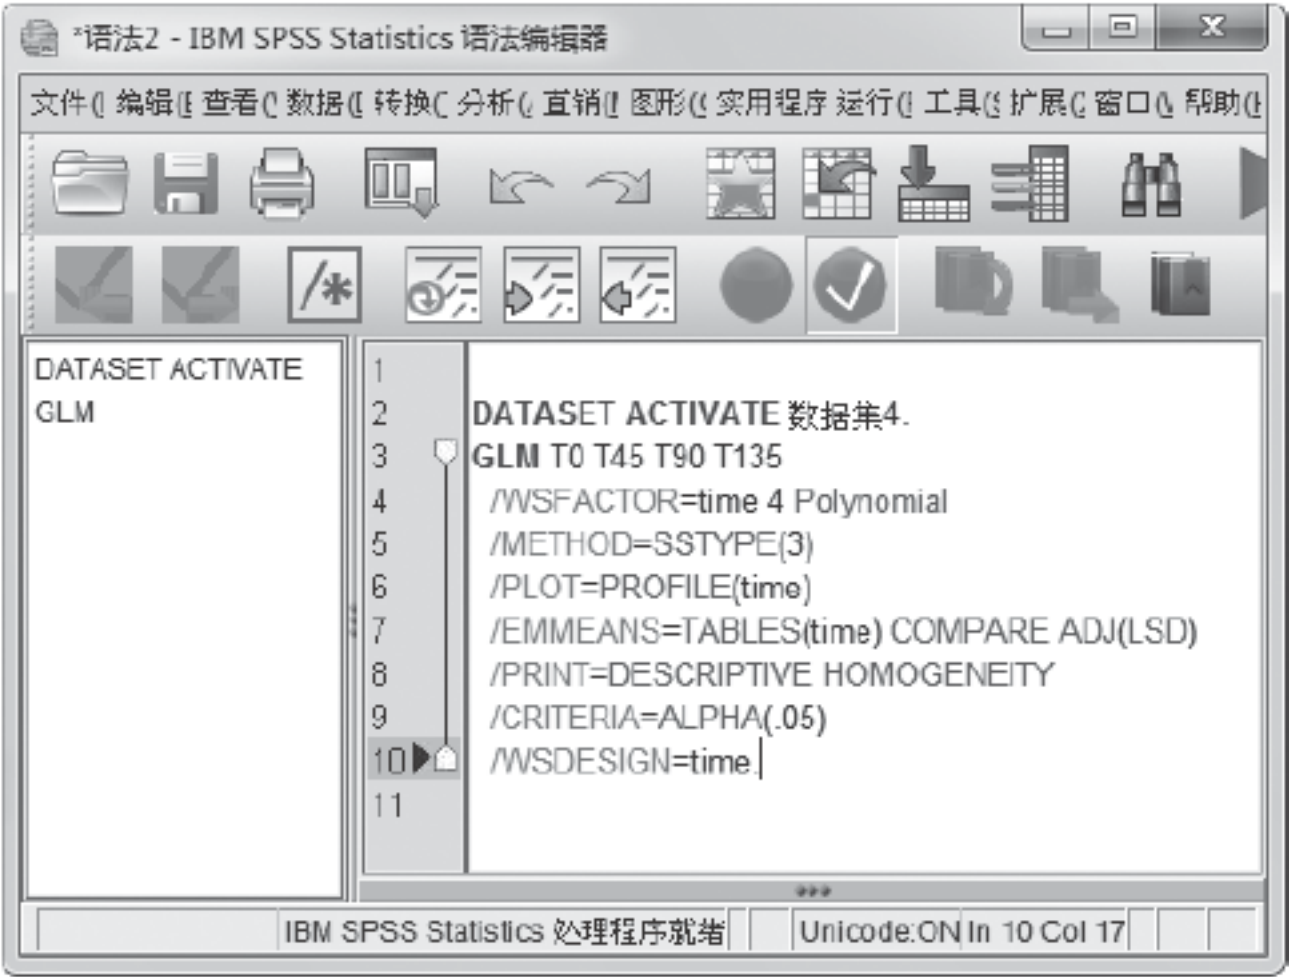 *语法2 - IBM SPSS Statistics 语法编辑器
文件( 编辑( 查看( 数据( 转换( 分析( 直销( 图形( 实用程序 运行( 工具( 扩展( 窗口( 帮助(
/*
DATASET ACTIVATE
GLM
1
2 DATASET ACTIVATE 数据集4.
3 GLM T0 T45 T90 T135
4 /WSFACTOR=time 4 Polynomial
5 /METHOD=SSTYPE(3)
6 /PLOT=PROFILE(time)
7 /EMMEANS=TABLES(time) COMPARE ADJ(LSD)
8 /PRINT=DESCRIPTIVE HOMOGENEITY
9 /CRITERIA=ALPHA(.05)
10 /WSDESIGN=time.
11
IBM SPSS Statistics 处理程序就绪 Unicode:ON In 10 Col 17